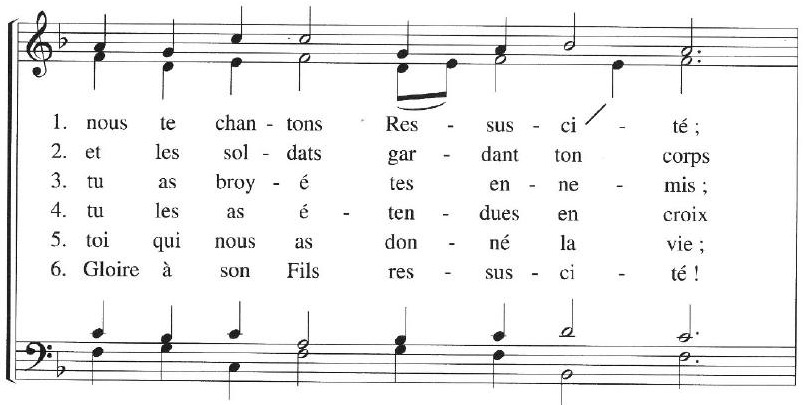 1. nous te chan - tons Res - sus - ci - té ;
2. et les sol - dats gar - dant ton corps
3. tu as broy - é tes en - ne - mis ;
4. tu les as é - ten - dues en croix
5. toi qui nous as don - né la vie ;
6. Gloire à son Fils res - sus - ci - té !